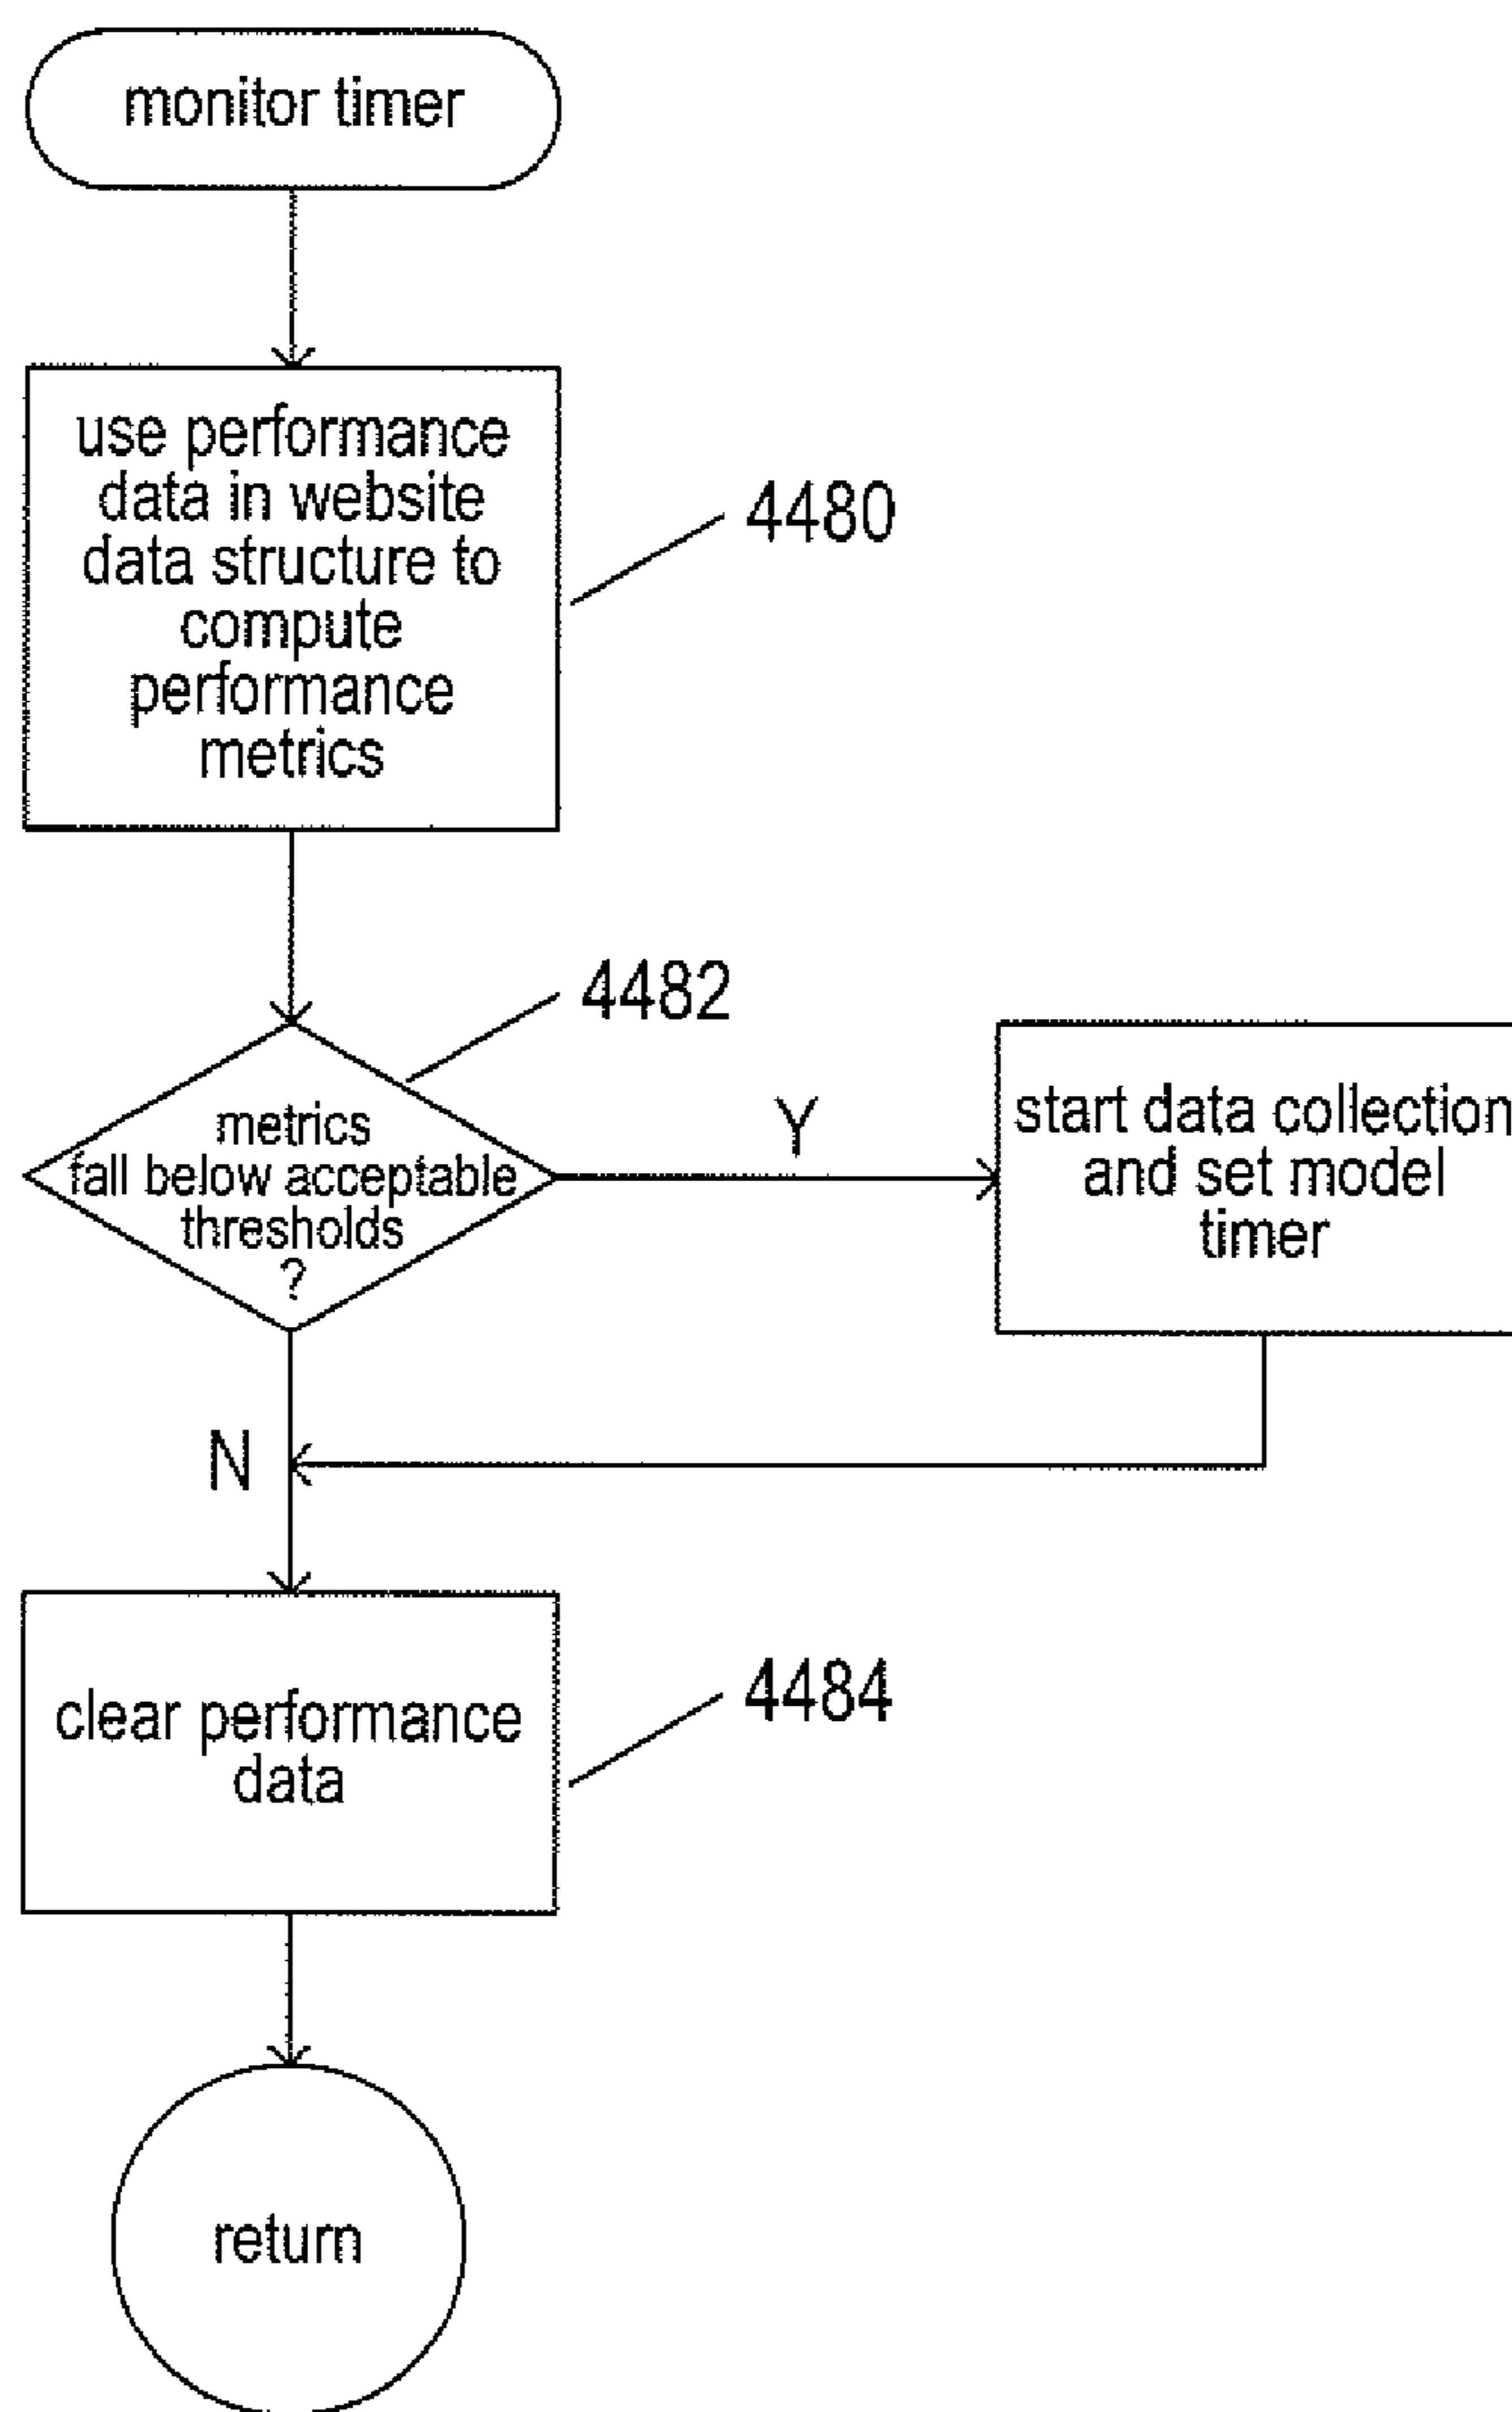 monitor timer
use performance
data in website
data structure to
compute
performance
metrics
4480
4482
metrics
fall below acceptable
thresholds
?
Y
start data collection
and set model
timer
N
clear performance
data
4484
return